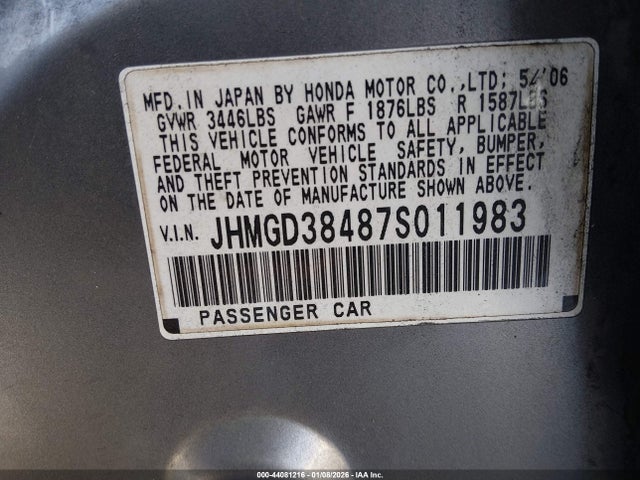 MFD. IN JAPAN BY HONDA MOTOR CO., LTD; 5/'06
GVWR 3446LBS GAWR F 1876LBS R 1587LBS
THIS VEHICLE CONFORMS TO ALL APPLICABLE
FEDERAL MOTOR VEHICLE SAFETY, BUMPER,
AND THEFT PREVENTION STANDARDS IN EFFECT
ON THE DATE OF MANUFACTURE SHOWN ABOVE.
V.I.N. JHMGD38487S011983
PASSENGER CAR
000-44081216 - 01/08/2026 - IAA Inc.